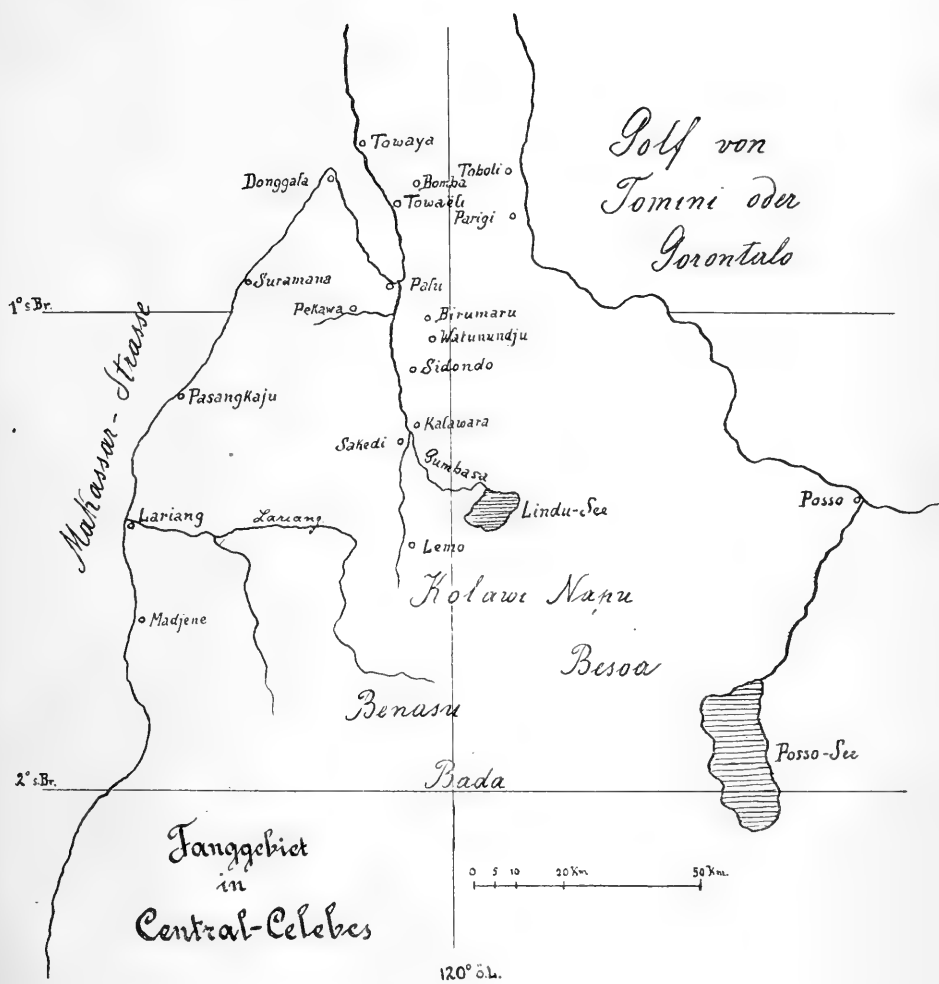 Towaya
Golf von
Tomini oder
Gorontalo
Donggala
Bomba
Toboli
Towaëli
Parigi
Suramana
Palu
1° s.Br.
Pekawa
Birumaru
Watunundju
Makassar-Strasse
Sidondo
Pasangkaju
Kalawara
Sakedi
Gumbasa
Lindu-See
Posso
Lariang
Lariang
Lemo
Kolawi Napu
Madjene
Besoa
Benasu
Posso-See
2° s.Br.
Bada
Fanggebiet
in
Central-Celebes
0 5 10 20 Km. 50 Km.
120° ö.L.